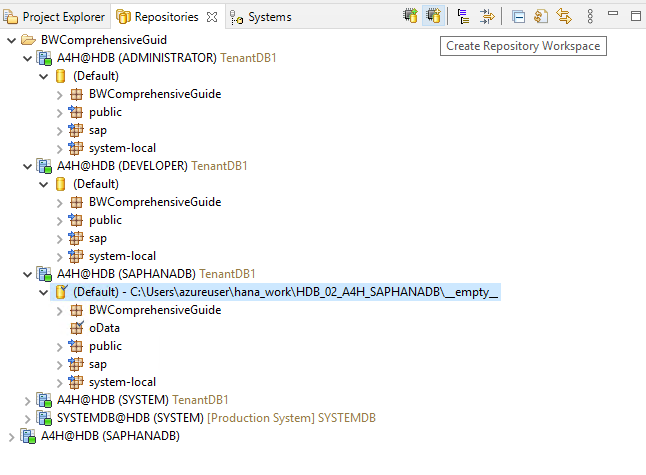 Project Explorer Repositories Systems
Create Repository Workspace
BWComprehensiveGuid
A4H@HDB (ADMINISTRATOR) TenantDB1
(Default)
BWComprehensiveGuide
public
sap
system-local
A4H@HDB (DEVELOPER) TenantDB1
(Default)
BWComprehensiveGuide
public
sap
system-local
A4H@HDB (SAPHANADB) TenantDB1
(Default) - C:\Users\azureuser\hana_work\HDB_02_A4H_SAPHANADB\__empty__
BWComprehensiveGuide
oData
public
sap
system-local
A4H@HDB (SYSTEM) TenantDB1
SYSTEMDB@HDB (SYSTEM) [Production System] SYSTEMDB
A4H@HDB (SAPHANADB)